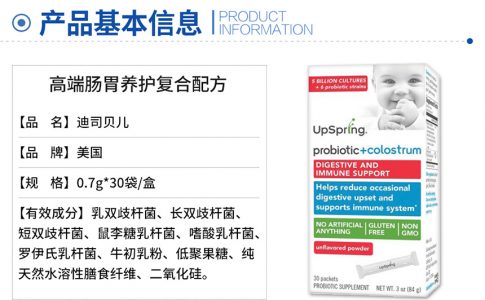 产品基本信息
PRODUCT
INFORMATION
高端肠胃养护复合配方
【品 名】迪司贝儿
【品 牌】美国
【规 格】0.7g*30袋/盒
【有效成分】乳双歧杆菌、长双歧杆菌、
短双歧杆菌、鼠李糖乳杆菌、嗜酸乳杆菌、
罗伊氏乳杆菌、牛初乳粉、低聚果糖、纯
天然水溶性膳食纤维、二氧化硅。
5 BILLION CULTURES
+ 6 probiotic strains
UpSpring
probiotic+colostrum
DIGESTIVE AND
IMMUNE SUPPORT
Helps reduce occasional
digestive upset and
supports immune system*
NO ARTIFICIAL
ANYTHING
GLUTEN
FREE
NON
GMO
unflavored powder
30 packets
PROBIOTIC SUPPLEMENT NET WT. 3 oz (84 g)